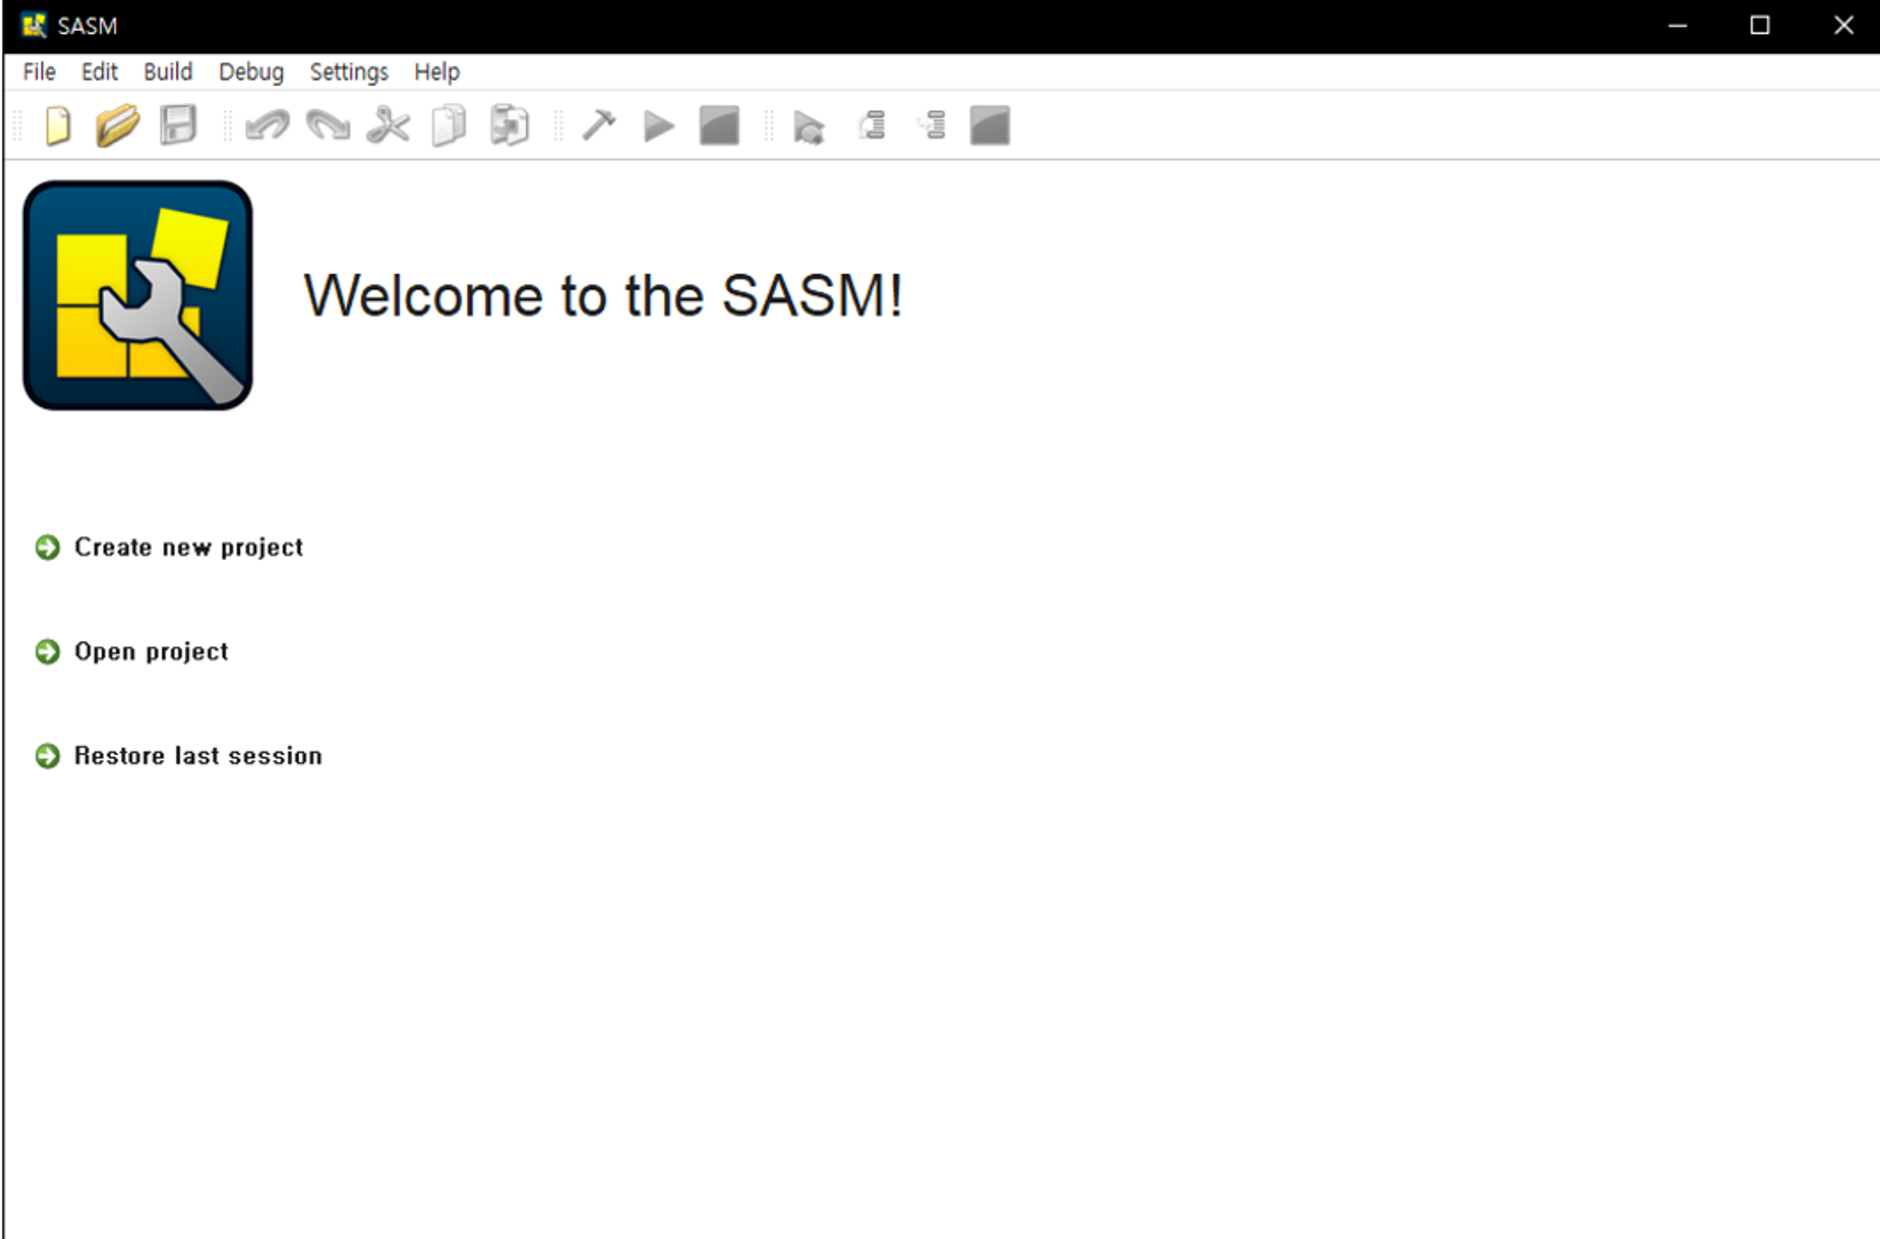 SASM
File Edit Build Debug Settings Help
Welcome to the SASM!
Create new project
Open project
Restore last session